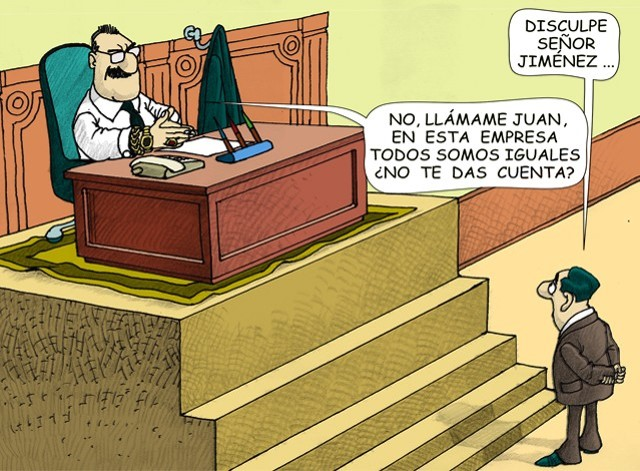 DISCULPE
SEÑOR
JIMÉNEZ ...
NO, LLÁMAME JUAN,
EN ESTA EMPRESA
TODOS SOMOS IGUALES
¿NO TE DAS CUENTA?